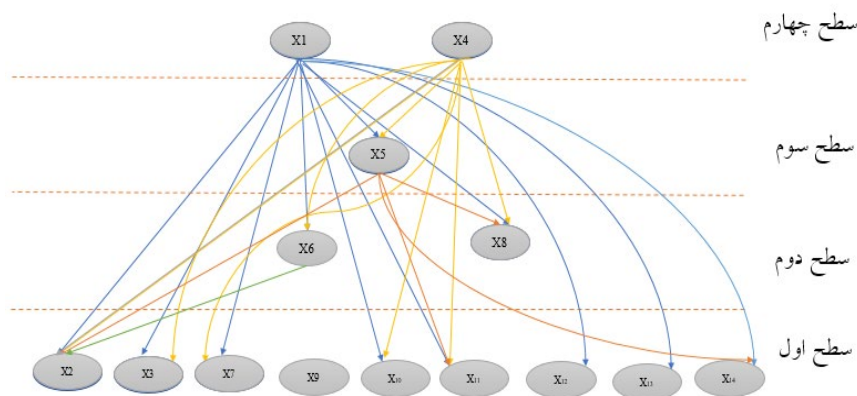 X1 X4 سطح چهارم
X5 سطح سوم
X6 X8 سطح دوم
X2 X3 X7 X9 X10 X11 X12 X13 X14 سطح اول